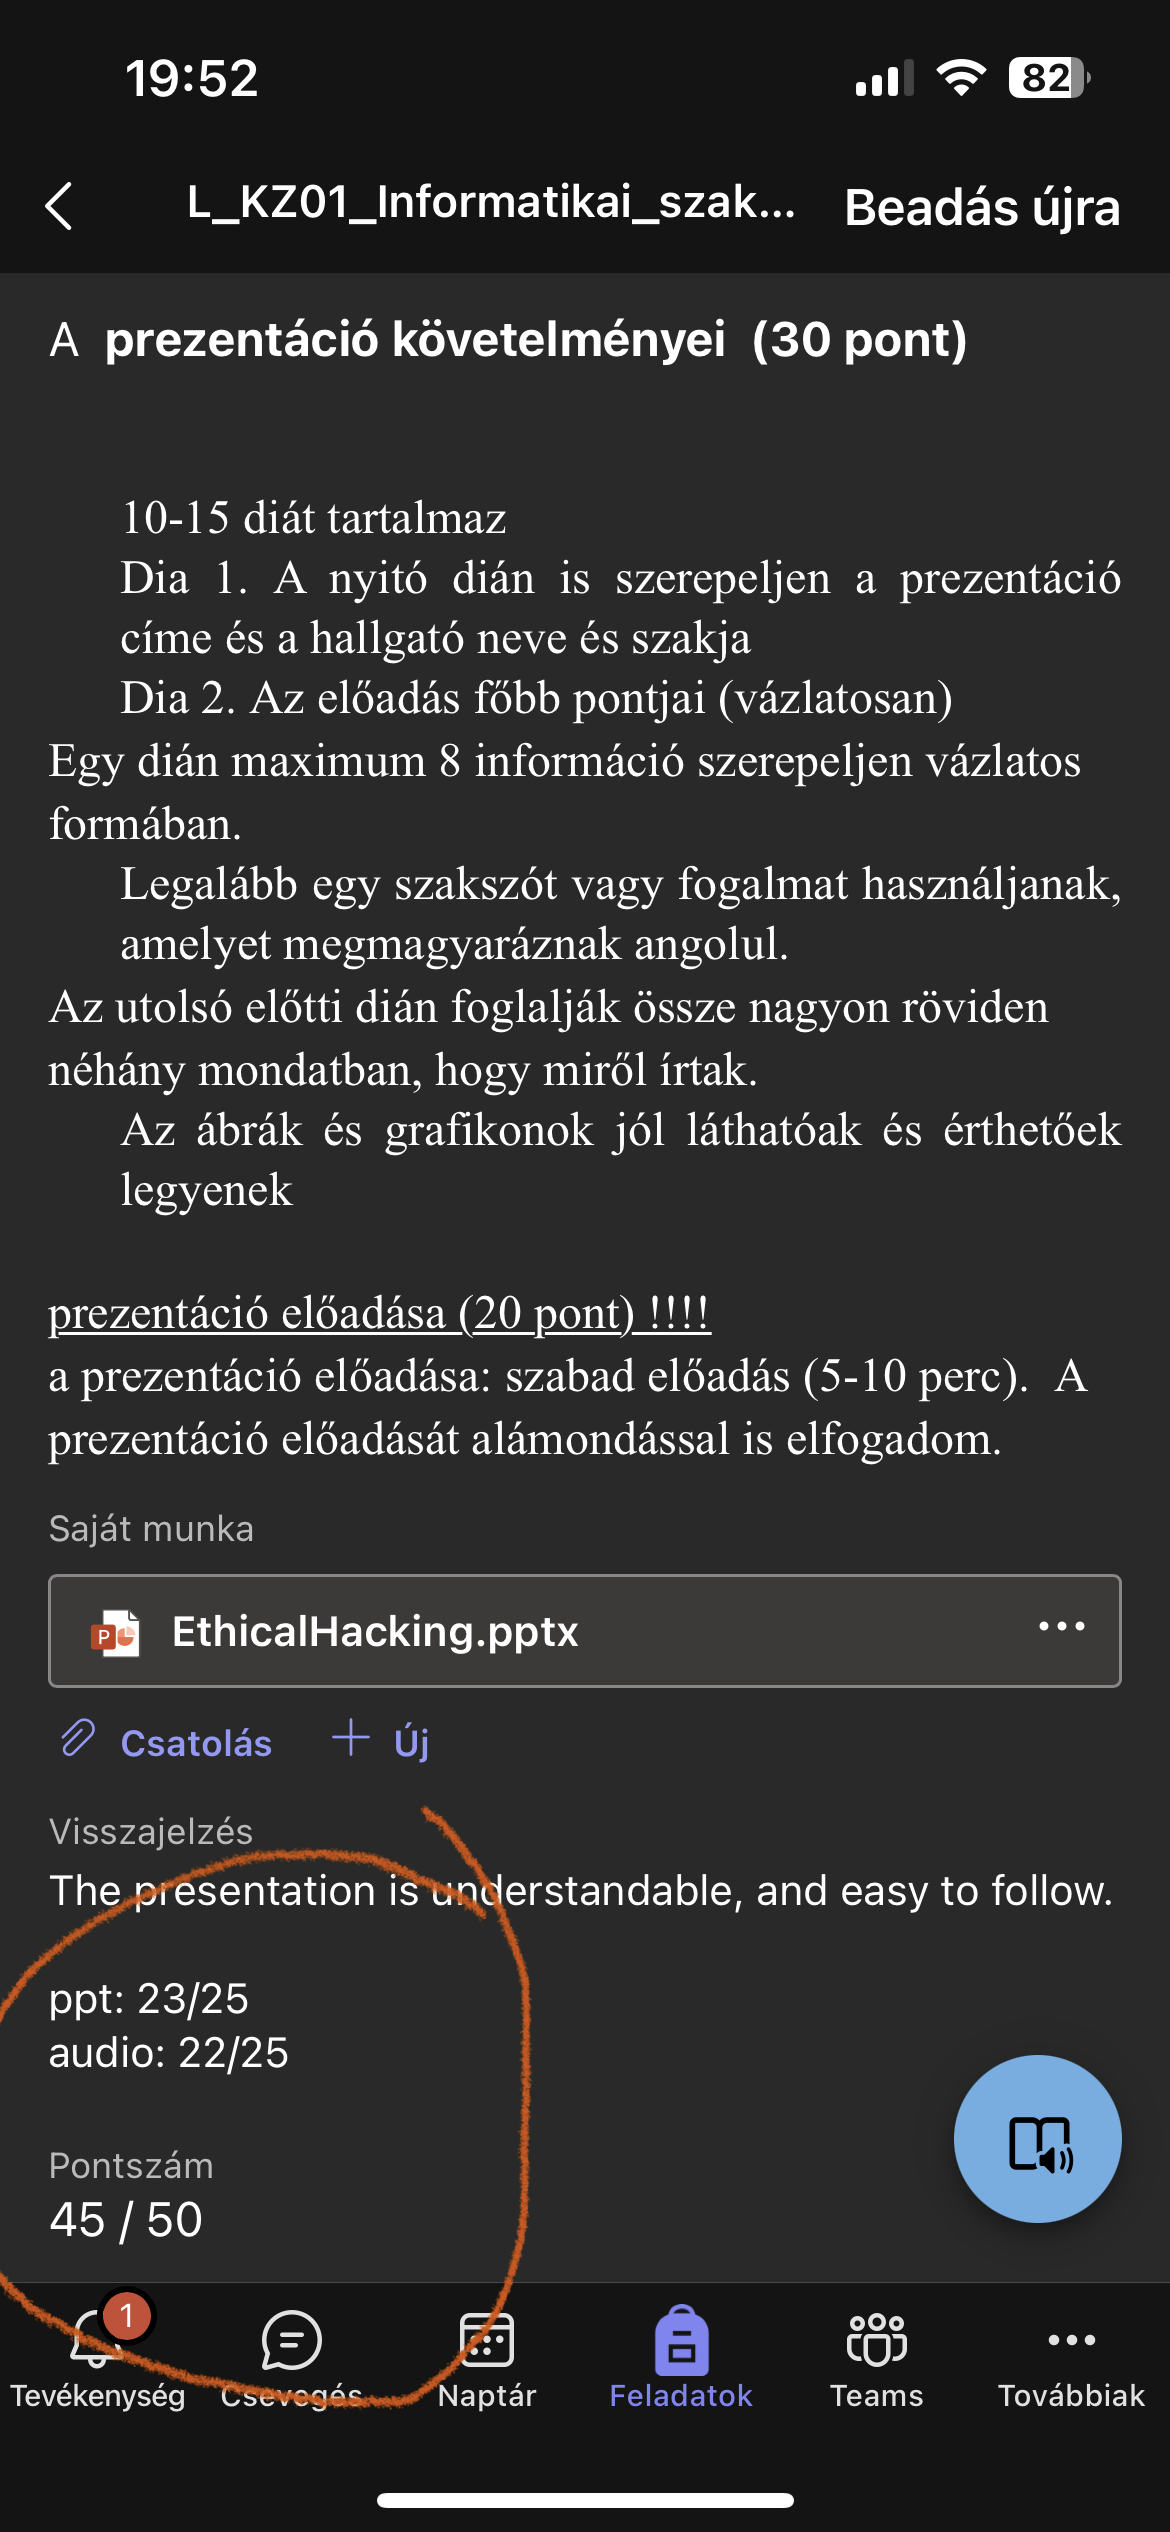 19:52
82
L_KZ01_Informatikai_szak...
Beadás újra
A prezentáció követelményei (30 pont)
10-15 diát tartalmaz
Dia 1. A nyitó dián is szerepeljen a prezentáció
címe és a hallgató neve és szakja
Dia 2. Az előadás főbb pontjai (vázlatosan)
Egy dián maximum 8 információ szerepeljen vázlatos
formában.
Legalább egy szakszót vagy fogalmat használjanak,
amelyet megmagyaráznak angolul.
Az utolsó előtti dián foglalják össze nagyon röviden
néhány mondatban, hogy miről írtak.
Az ábrák és grafikonok jól láthatóak és érthetőek
legyenek
prezentáció előadása (20 pont) !!!!
a prezentáció előadása: szabad előadás (5-10 perc). A
prezentáció előadását alámondással is elfogadom.
Saját munka
P
EthicalHacking.pptx
Csatolás
Új
Visszajelzés
The presentation is understandable, and easy to follow.
ppt: 23/25
audio: 22/25
Pontszám
45 / 50
1
Tevékenység
Csevegés
Naptár
Feladatok
Teams
Továbbiak